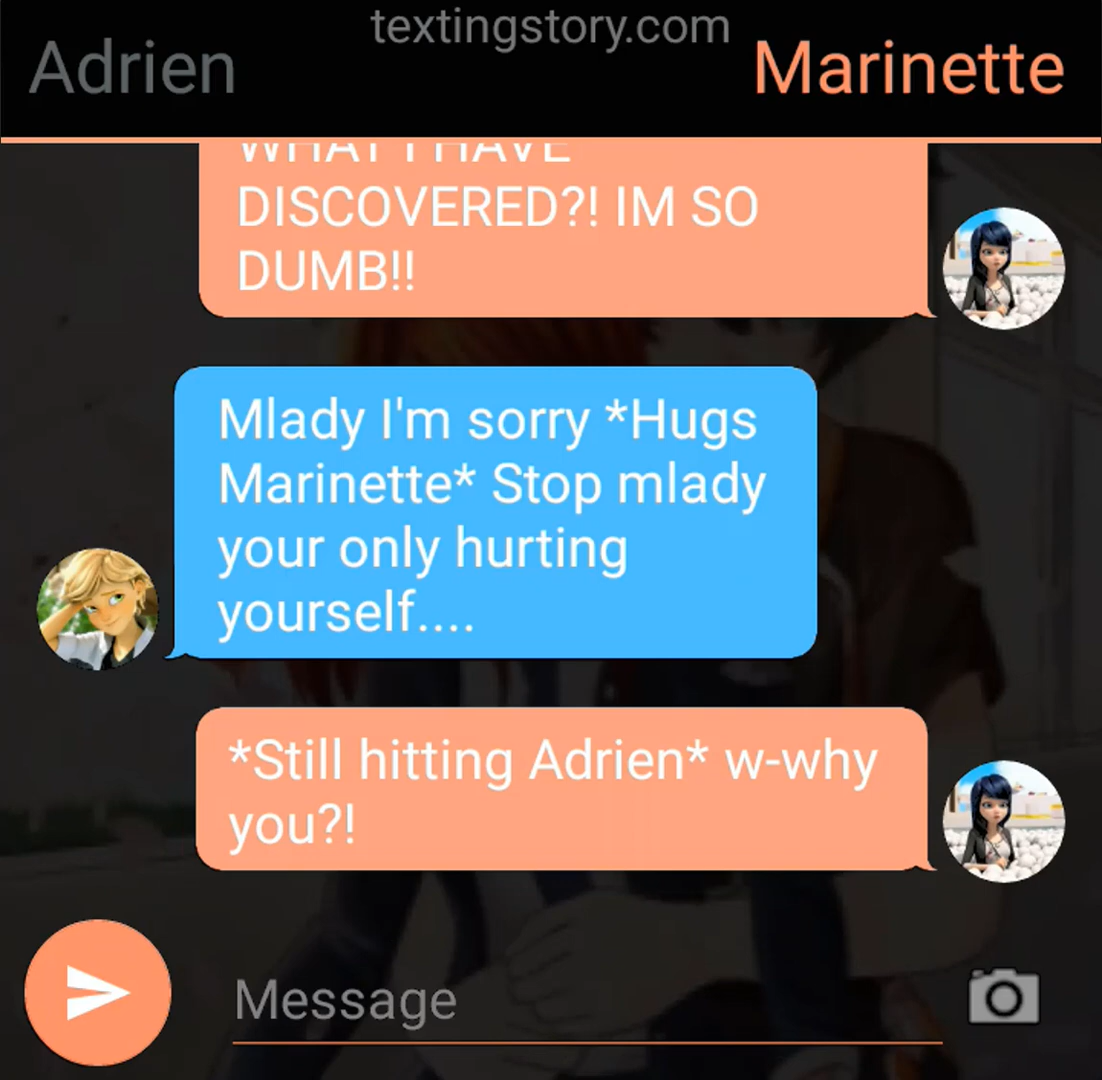 textingstory.com
Adrien
Marinette
WHAT I HAVE
DISCOVERED?! IM SO
DUMB!!
Mlady I'm sorry *Hugs
Marinette* Stop mlady
your only hurting
yourself....
*Still hitting Adrien* w-why
you?!
Message